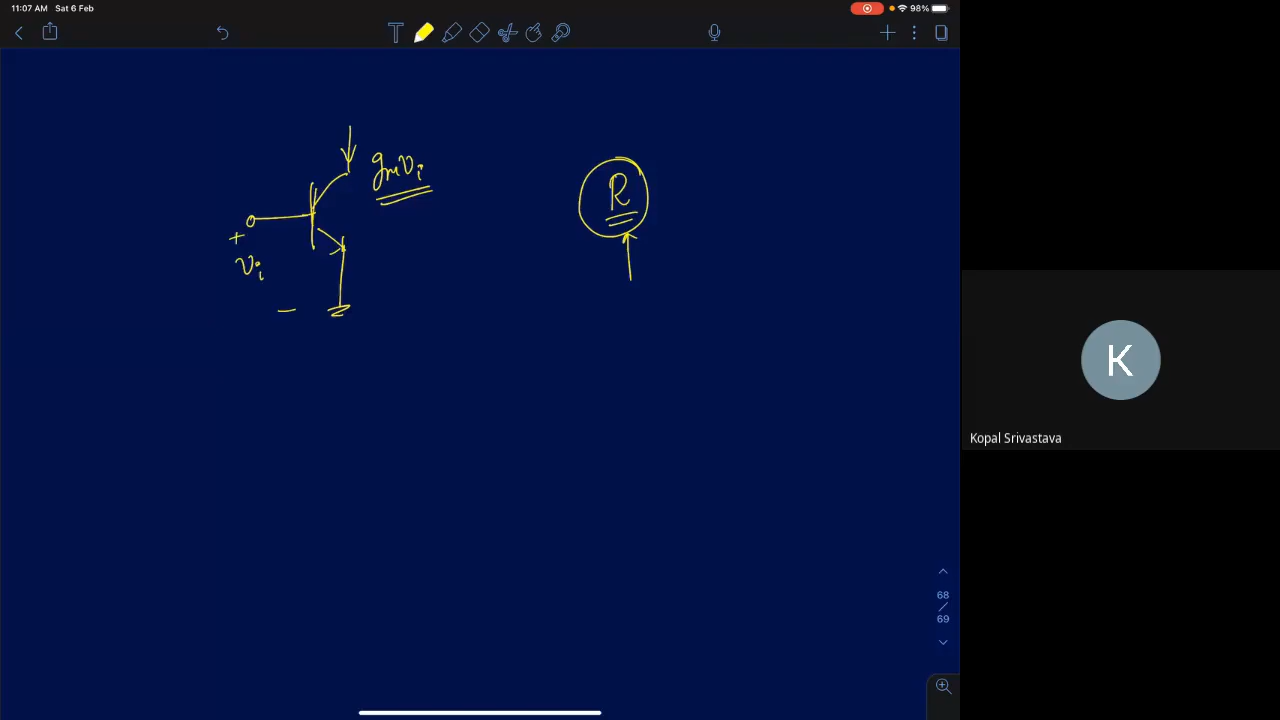 11:07 AM Sat 6 Feb
98%
T
gmvi
R
+
vi
−
68
/
69
K
Kopal Srivastava